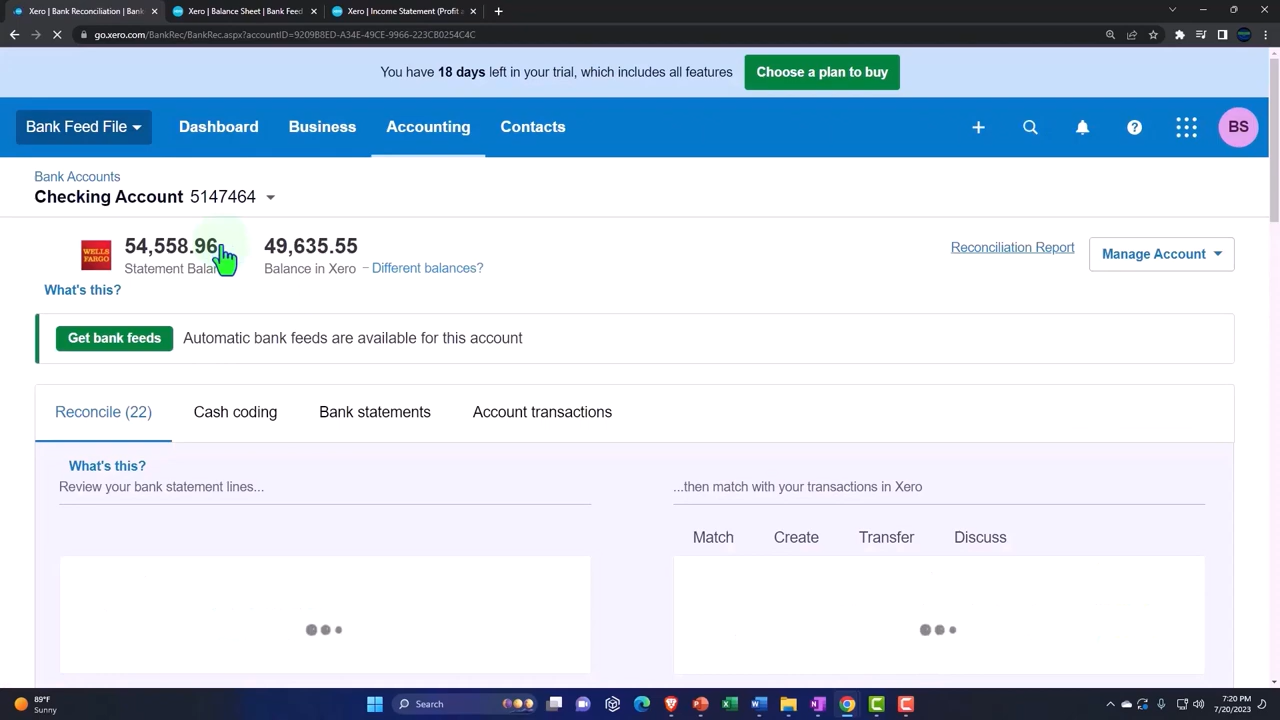 Xero | Reconciliation | Bank
Xero | Balance Sheet | Bank Feed
Xero | Income Statement (Profit a
go.xero.com/BankRec/BankRec.aspx?accountID=9209B8ED-A34E-49CE-9966-223CB0254C4C
You have 18 days left in your trial, which includes all features
Choose a plan to buy
Bank Feed File
Dashboard
Business
Accounting
Contacts
BS
Bank Accounts
Checking Account 5147464
WELLS FARGO
54,558.96
49,635.55
Statement Bala
Balance in Xero - Different balances?
Reconciliation Report
Manage Account
What's this?
Get bank feeds
Automatic bank feeds are available for this account
Reconcile (22)
Cash coding
Bank statements
Account transactions
What's this?
Review your bank statement lines...
...then match with your transactions in Xero
Match
Create
Transfer
Discuss
89°F
Sunny
Search
7:20 PM
7/20/2023